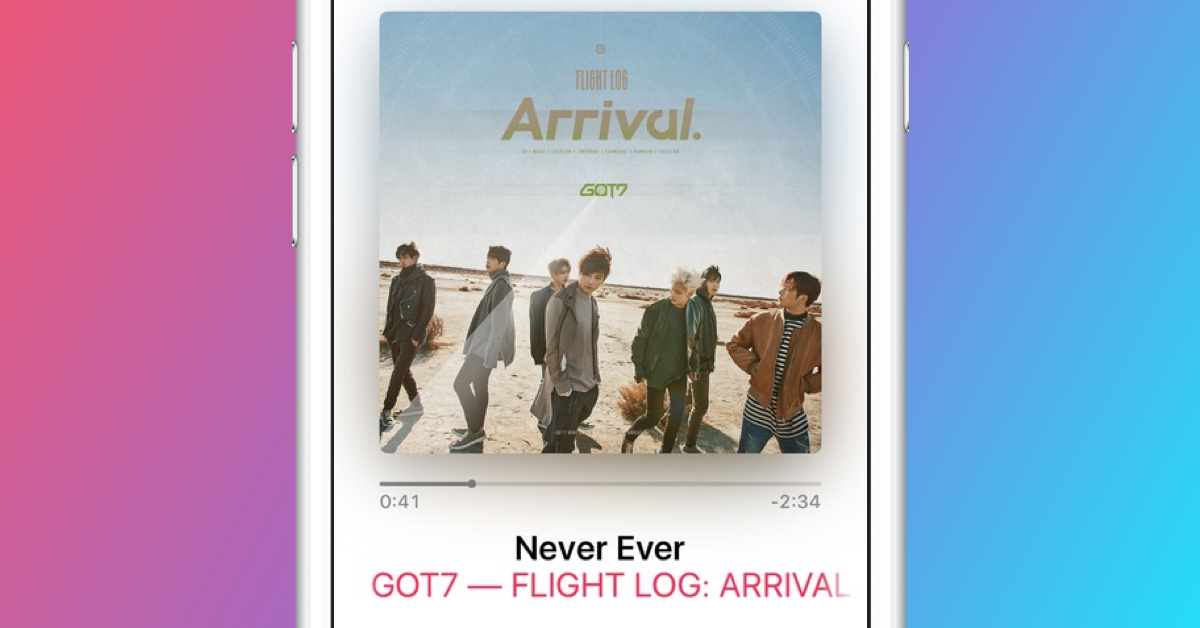 FLIGHT LOG
Arrival.
GOT7
0:41
-2:34
Never Ever
GOT7 — FLIGHT LOG: ARRIVAL